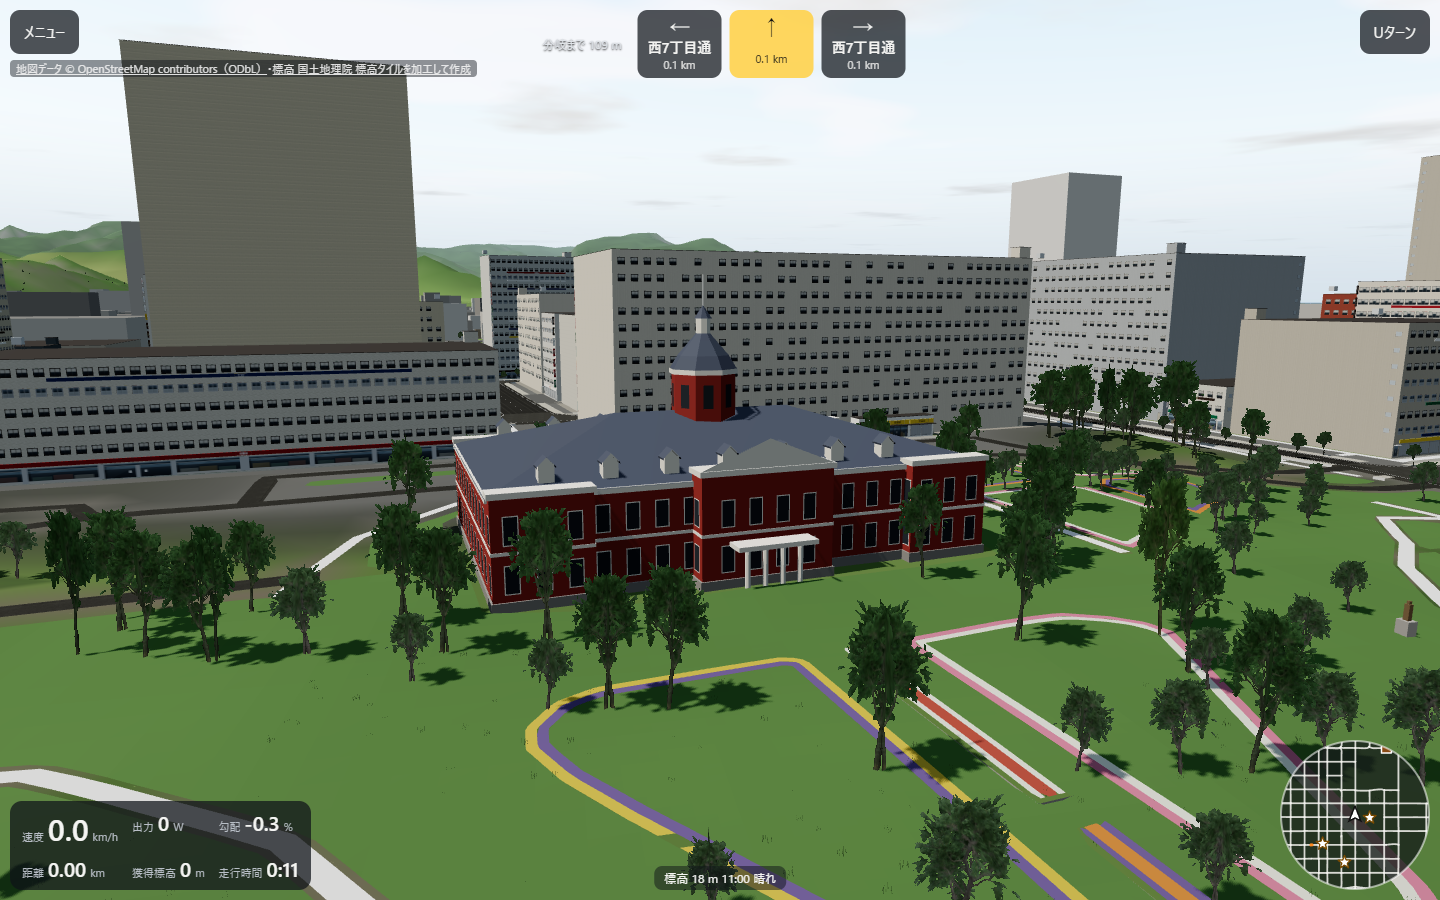 メニュー
地図データ © OpenStreetMap contributors（ODbL）・標高 国土地理院 標高タイルを加工して作成
分岐まで 109 m
←
西7丁目通
0.1 km
↑
0.1 km
→
西7丁目通
0.1 km
Uターン
速度 0.0 km/h
出力 0 W
勾配 -0.3 %
距離 0.00 km
獲得標高 0 m
走行時間 0:11
標高 18 m 11:00 晴れ